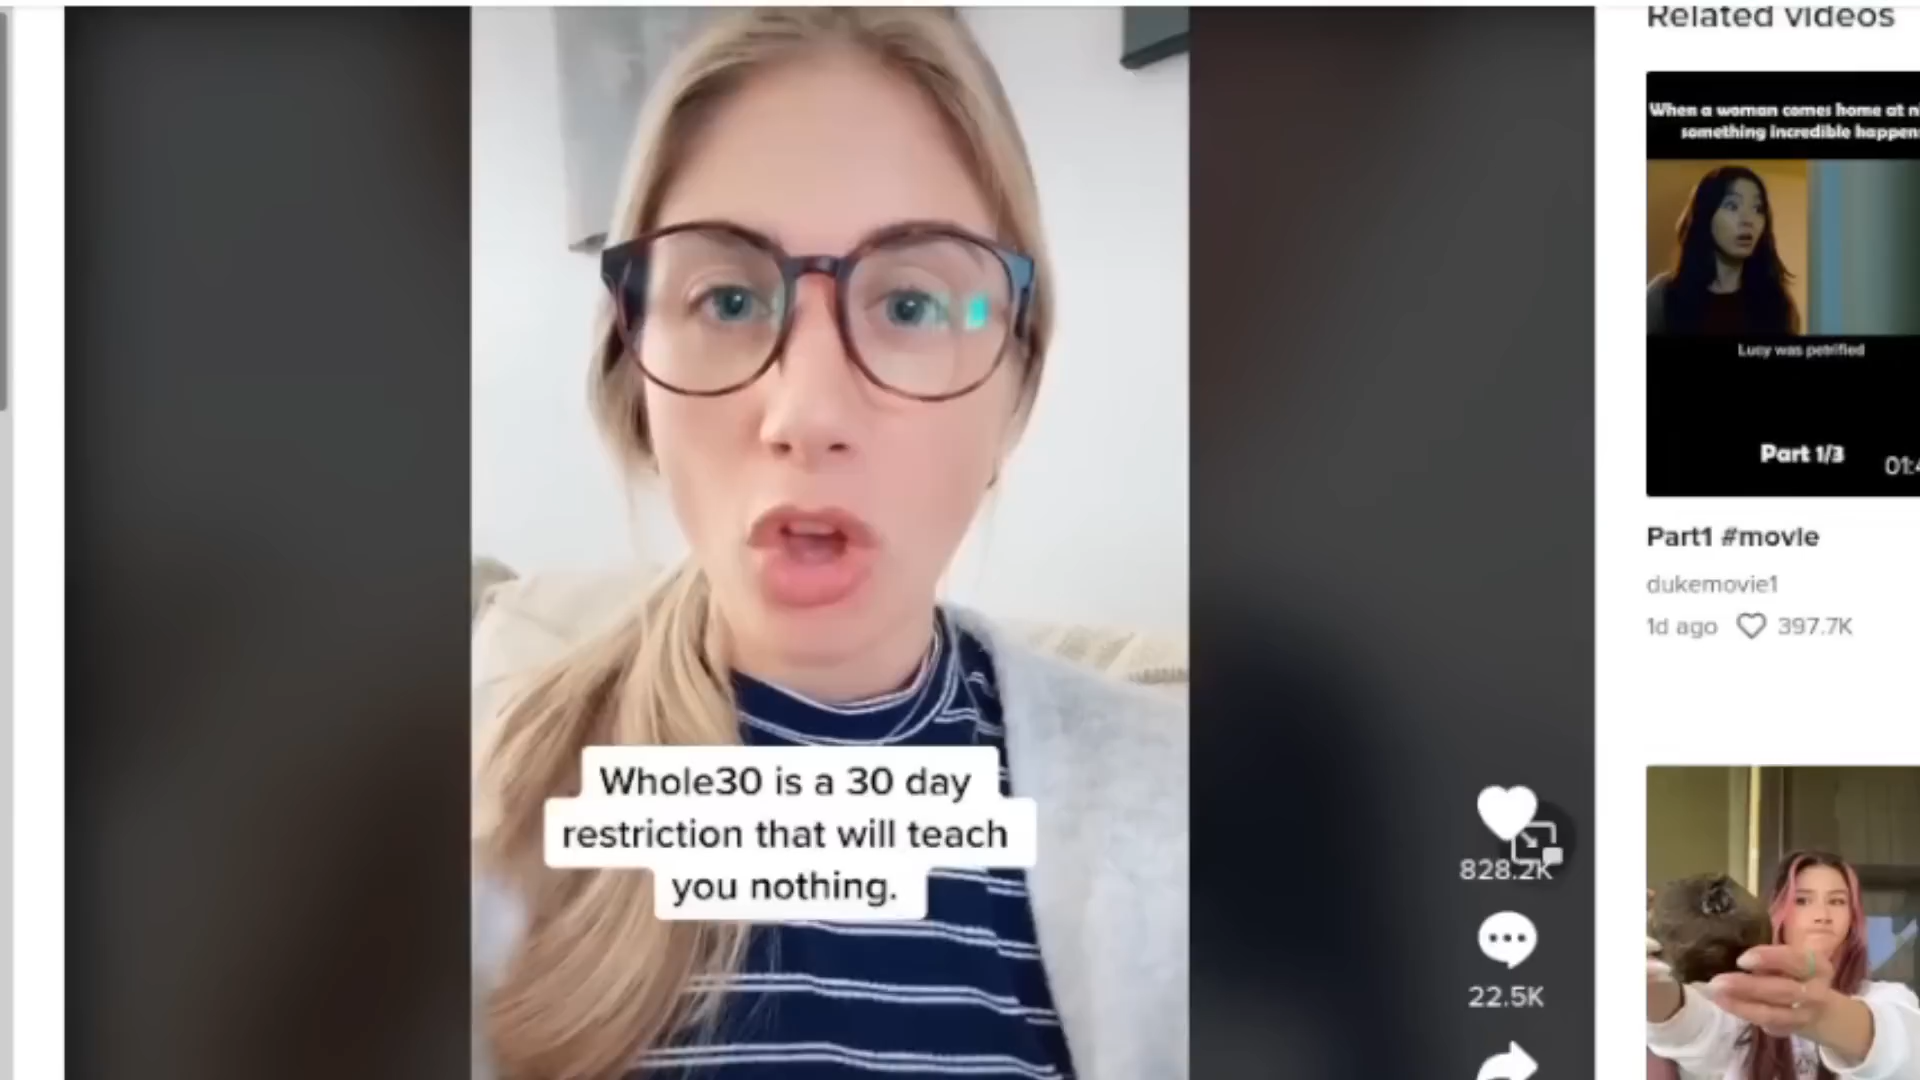 Related videos
When a woman comes home at
something incredible
Lucy was petrified
Part 1/3
Part1 #movie
dukemovie1
1d ago 397.7K
Whole30 is a 30 day
restriction that will teach
you nothing.
828.2K
22.5K